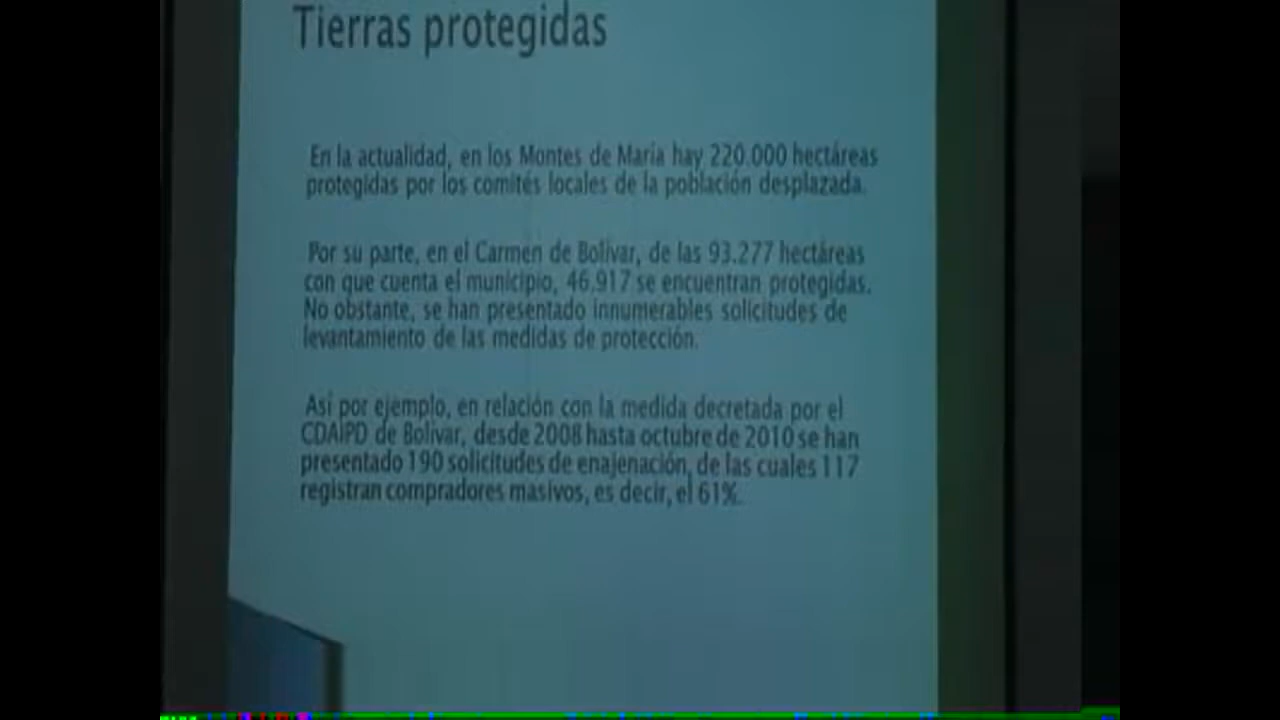 Tierras protegidas
En la actualidad, en los Montes de María hay 220.000 hectáreas
protegidas por los comités locales de la población desplazada.
Por su parte, en el Carmen de Bolívar, de las 93.277 hectáreas
con que cuenta el municipio, 46.917 se encuentran protegidas.
No obstante, se han presentado innumerables solicitudes de
levantamiento de las medidas de protección.
Así por ejemplo, en relación con la medida decretada por el
CDAIPD de Bolívar, desde 2008 hasta octubre de 2010 se han
presentado 190 solicitudes de enajenación, de las cuales 117
registran compradores masivos, es decir, el 61%.